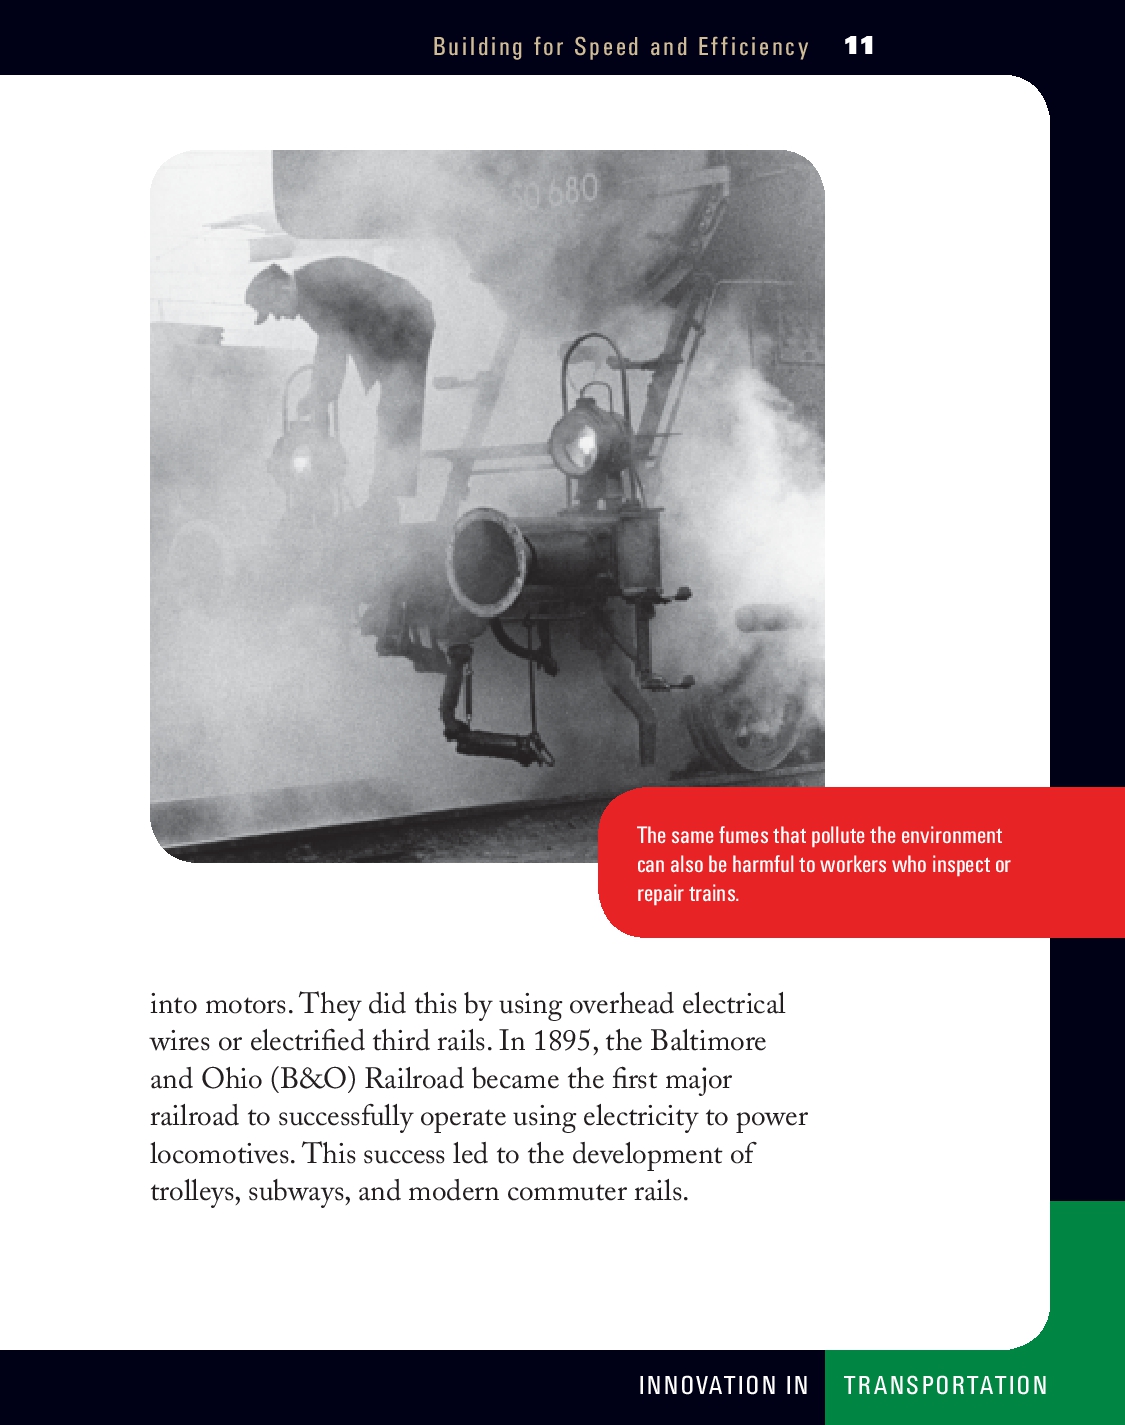 Building for Speed and Efficiency 11
680
The same fumes that pollute the environment
can also be harmful to workers who inspect or
repair trains.
into motors. They did this by using overhead electrical
wires or electrified third rails. In 1895, the Baltimore
and Ohio (B&O) Railroad became the first major
railroad to successfully operate using electricity to power
locomotives. This success led to the development of
trolleys, subways, and modern commuter rails.
INNOVATION IN TRANSPORTATION